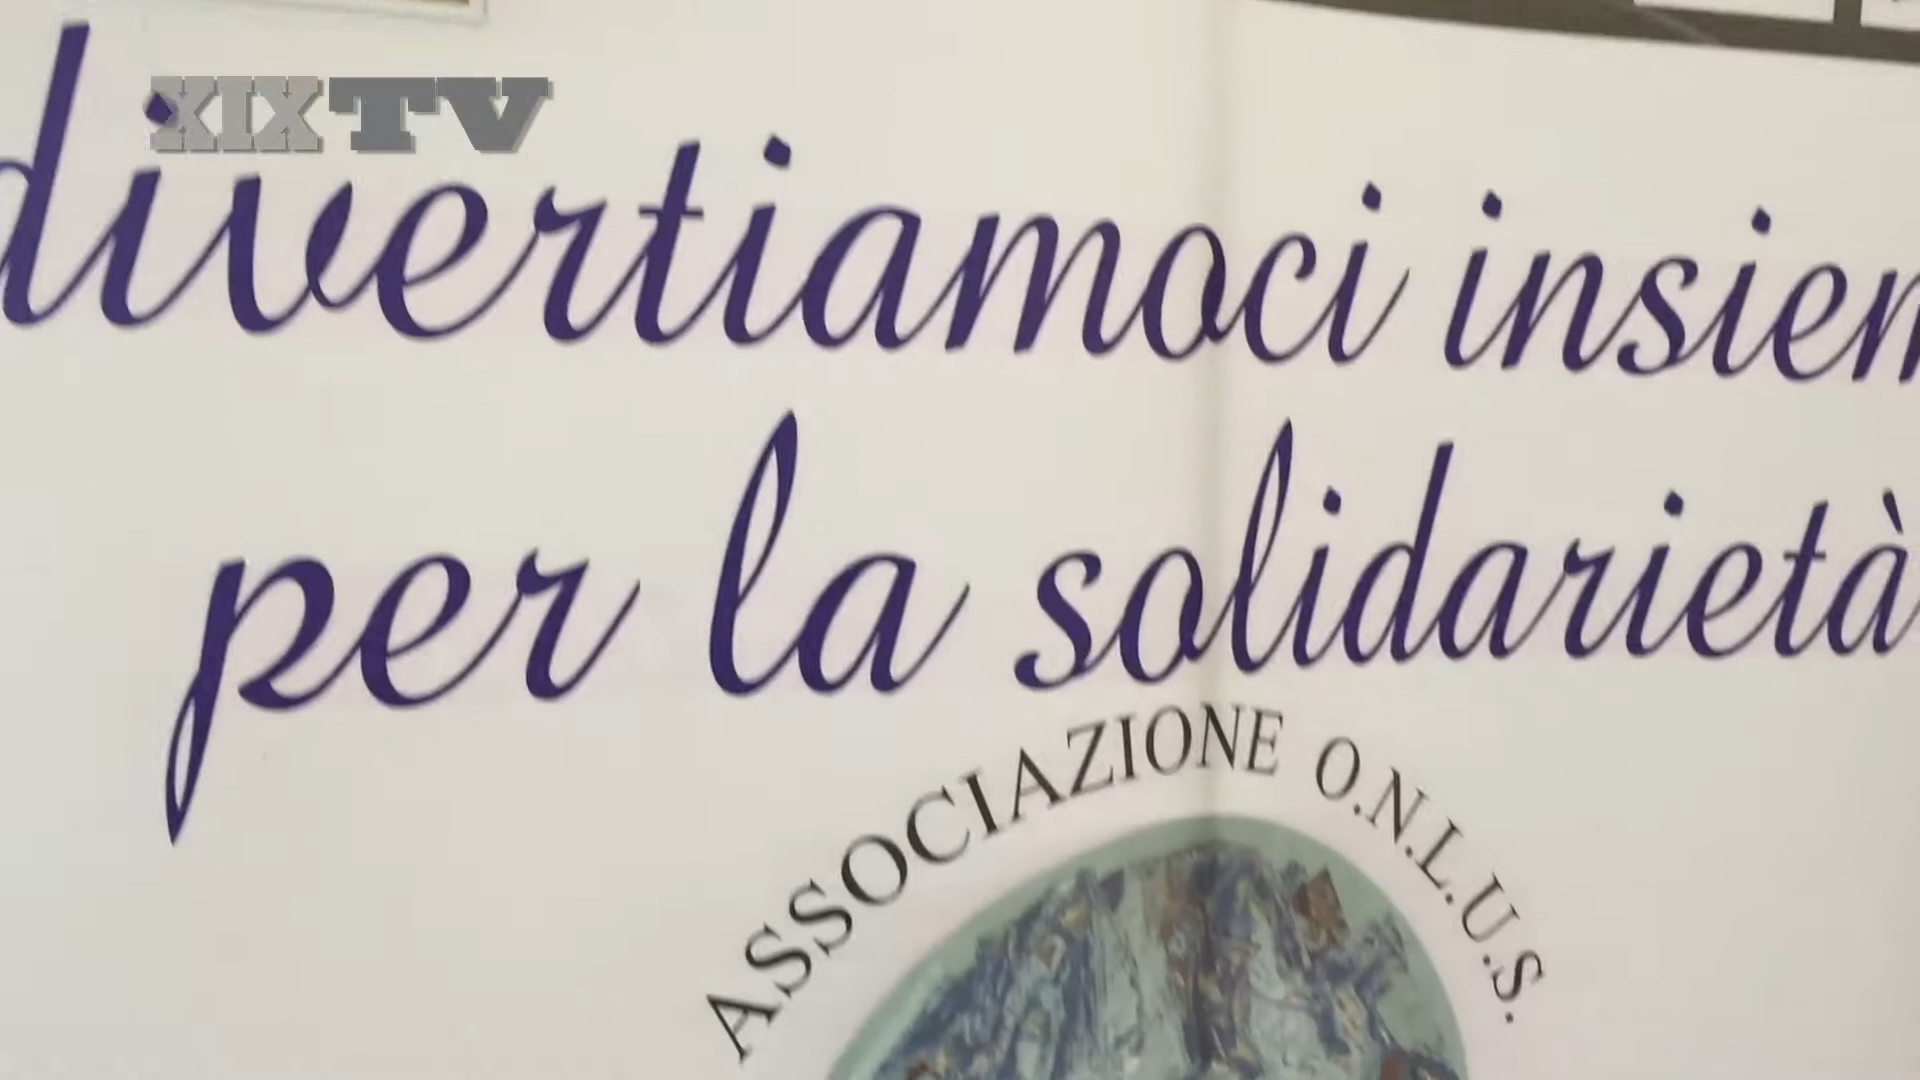 XIXTV
divertiamoci insiem
per la solidarietà
ASSOCIAZIONE O.N.L.U.S.